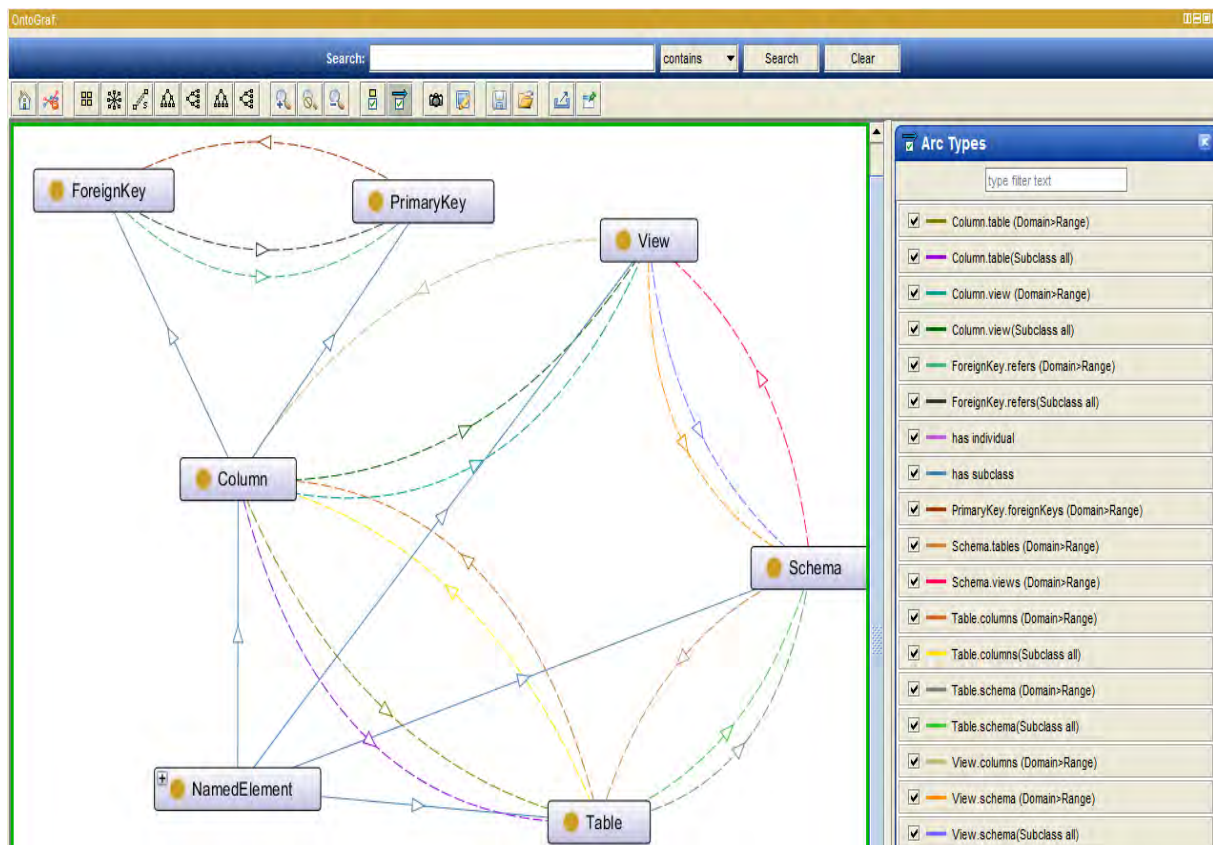 OntoGraf
Search:
contains
Search
Clear
Arc Types
type filter text
ForeignKey
PrimaryKey
View
Column
Schema
NamedElement
Table
Column.table (Domain>Range)
Column.table(Subclass all)
Column.view (Domain>Range)
Column.view(Subclass all)
ForeignKey.refers (Domain>Range)
ForeignKey.refers(Subclass all)
has individual
has subclass
PrimaryKey.foreignKeys (Domain>Range)
Schema.tables (Domain>Range)
Schema.views (Domain>Range)
Table.columns (Domain>Range)
Table.columns(Subclass all)
Table.schema (Domain>Range)
Table.schema(Subclass all)
View.columns (Domain>Range)
View.schema (Domain>Range)
View.schema(Subclass all)